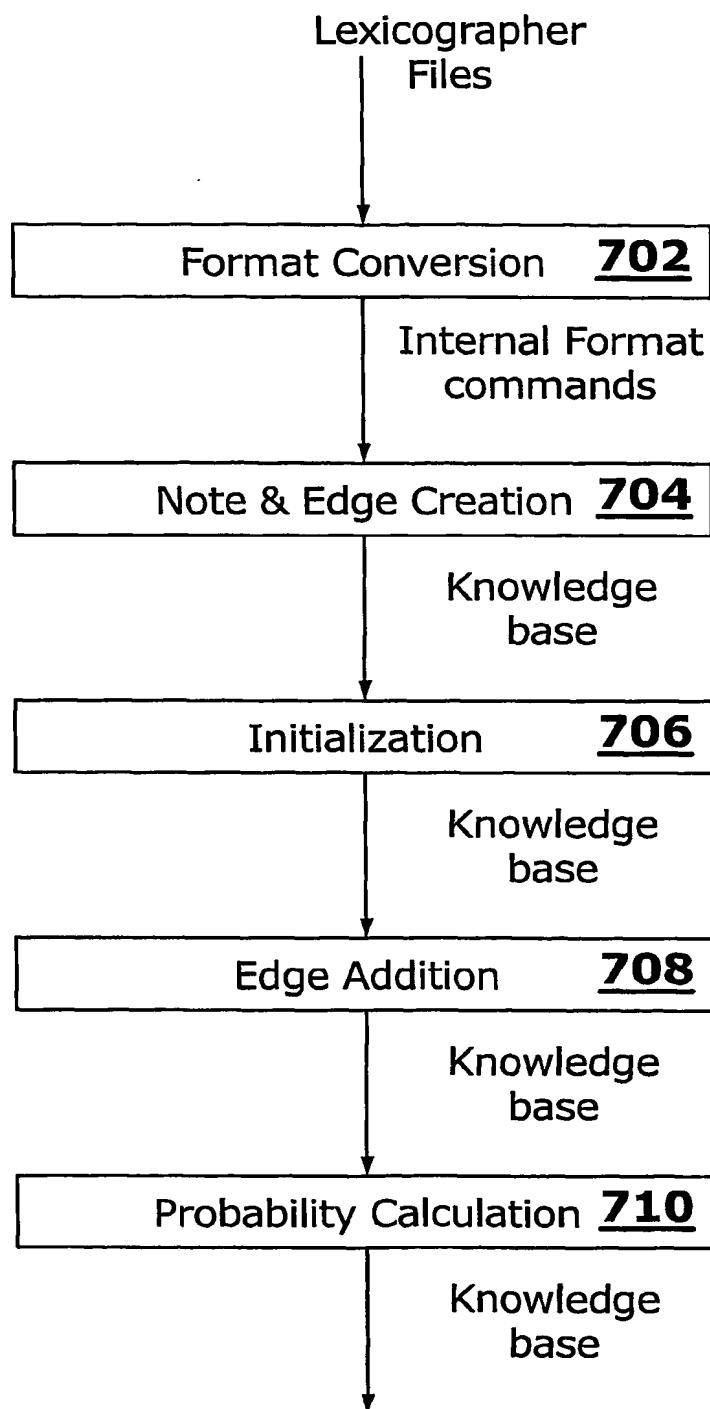 Lexicographer
Files
Format Conversion 702
Internal Format
commands
Note & Edge Creation 704
Knowledge
base
Initialization 706
Knowledge
base
Edge Addition 708
Knowledge
base
Probability Calculation 710
Knowledge
base